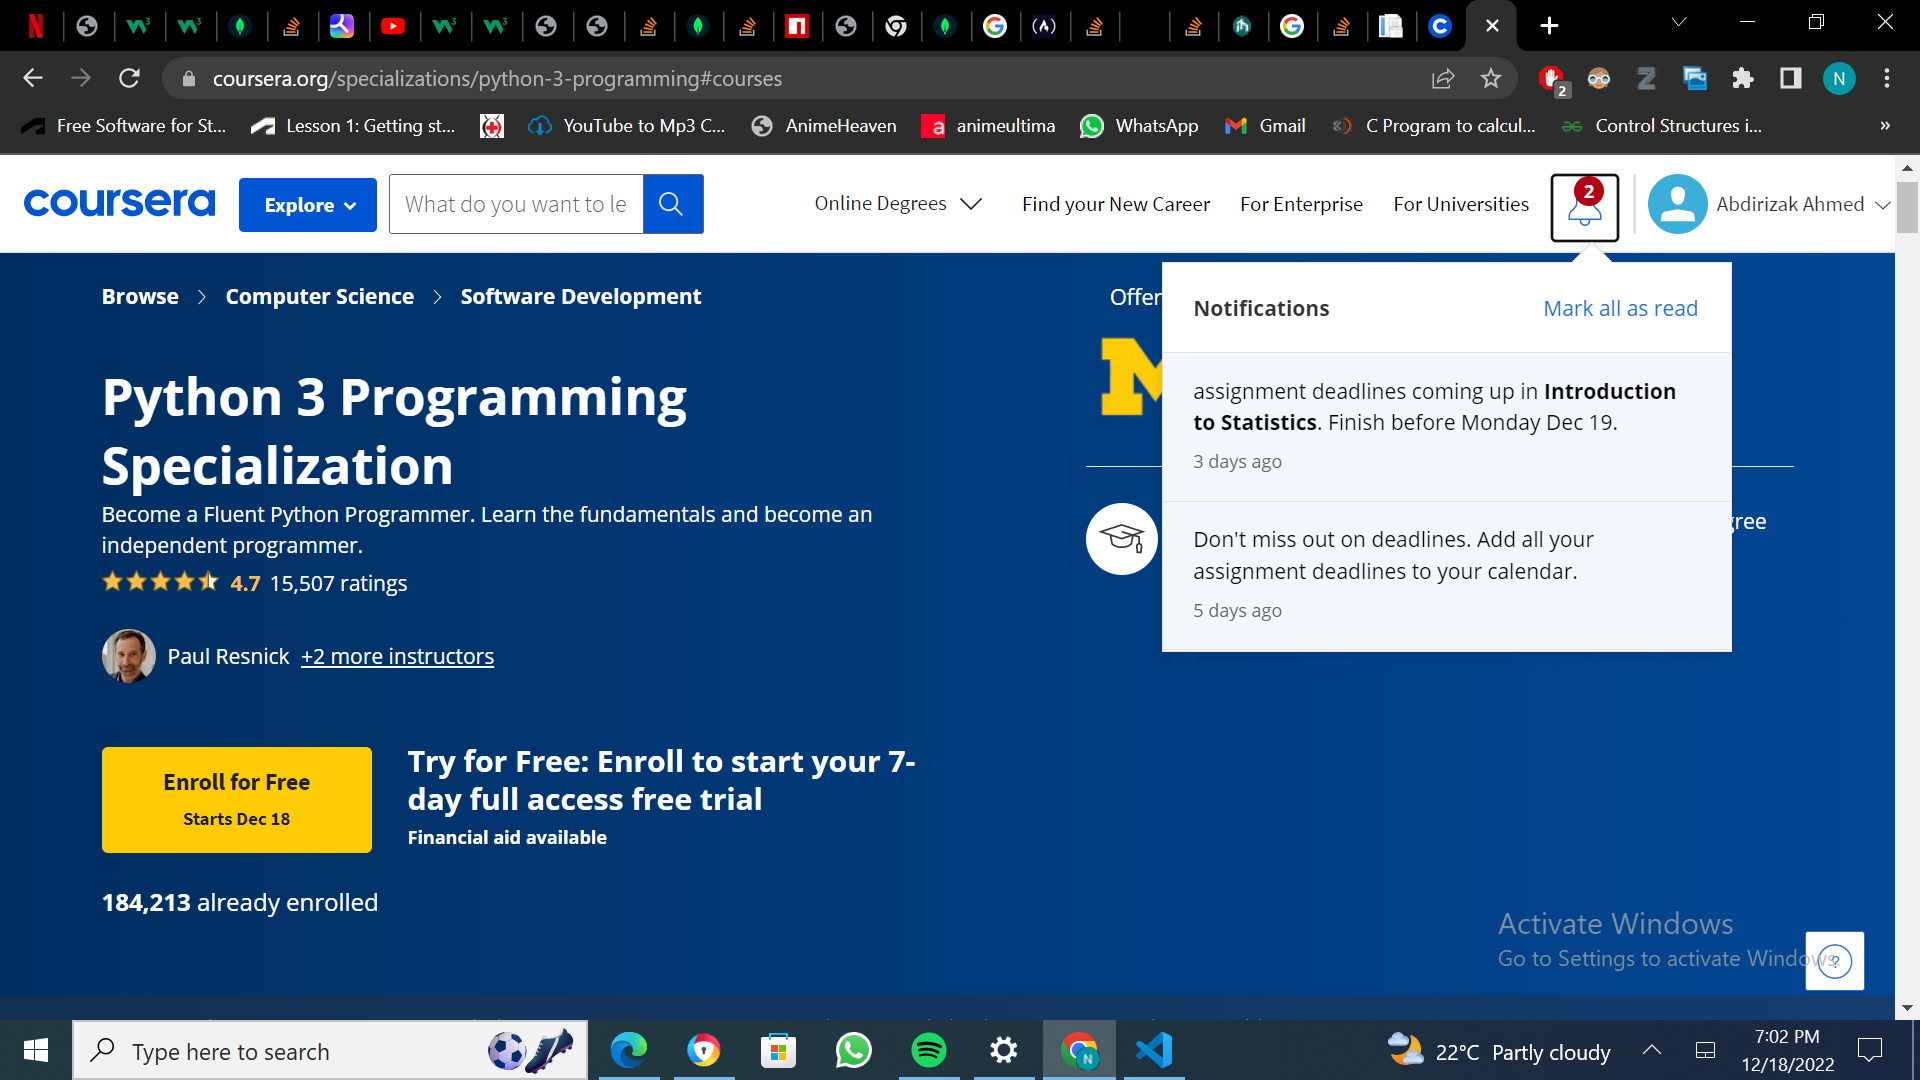 coursera.org/specializations/python-3-programming#courses
2
N
Free Software for St...
Lesson 1: Getting st...
YouTube to Mp3 C...
AnimeHeaven
animeultima
WhatsApp
Gmail
C Program to calcul...
Control Structures i...
»
coursera
Explore
What do you want to le
Online Degrees
Find your New Career
For Enterprise
For Universities
2
Abdirizak Ahmed
Browse > Computer Science > Software Development
Offer
Notifications
Mark all as read
assignment deadlines coming up in Introduction
to Statistics. Finish before Monday Dec 19.
3 days ago
Don't miss out on deadlines. Add all your
assignment deadlines to your calendar.
5 days ago
gree
Python 3 Programming
Specialization
Become a Fluent Python Programmer. Learn the fundamentals and become an
independent programmer.
4.7 15,507 ratings
Paul Resnick +2 more instructors
Enroll for Free
Starts Dec 18
Try for Free: Enroll to start your 7-
day full access free trial
Financial aid available
184,213 already enrolled
Activate Windows
Go to Settings to activate Windows.
?
Type here to search
N
22°C Partly cloudy
7:02 PM
12/18/2022